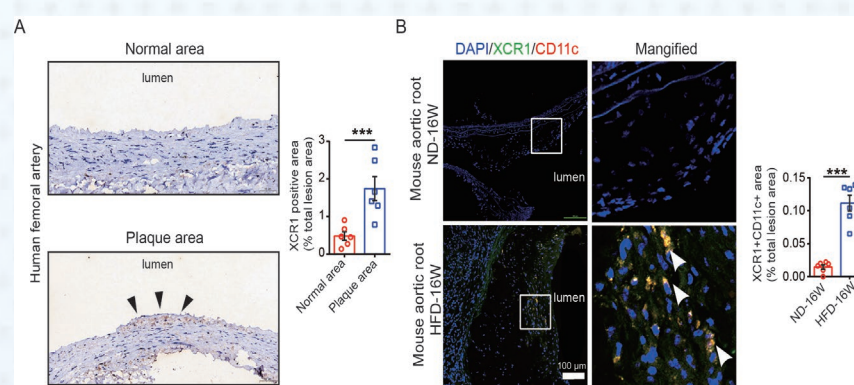 A
Normal area
lumen
Human femoral artery
Plaque area
lumen
XCR1 positive area
(% total lesion area)
3
2
1
0
***
Normal area
Plaque area
B
DAPI/XCR1/CD11c
Mangified
Mouse aortic root
ND-16W
lumen
Mouse aortic root
HFD-16W
lumen
100 μm
XCR1+CD11c+ area
(% total lesion area)
0.15
0.10
0.05
0.00
***
ND-16W
HFD-16W